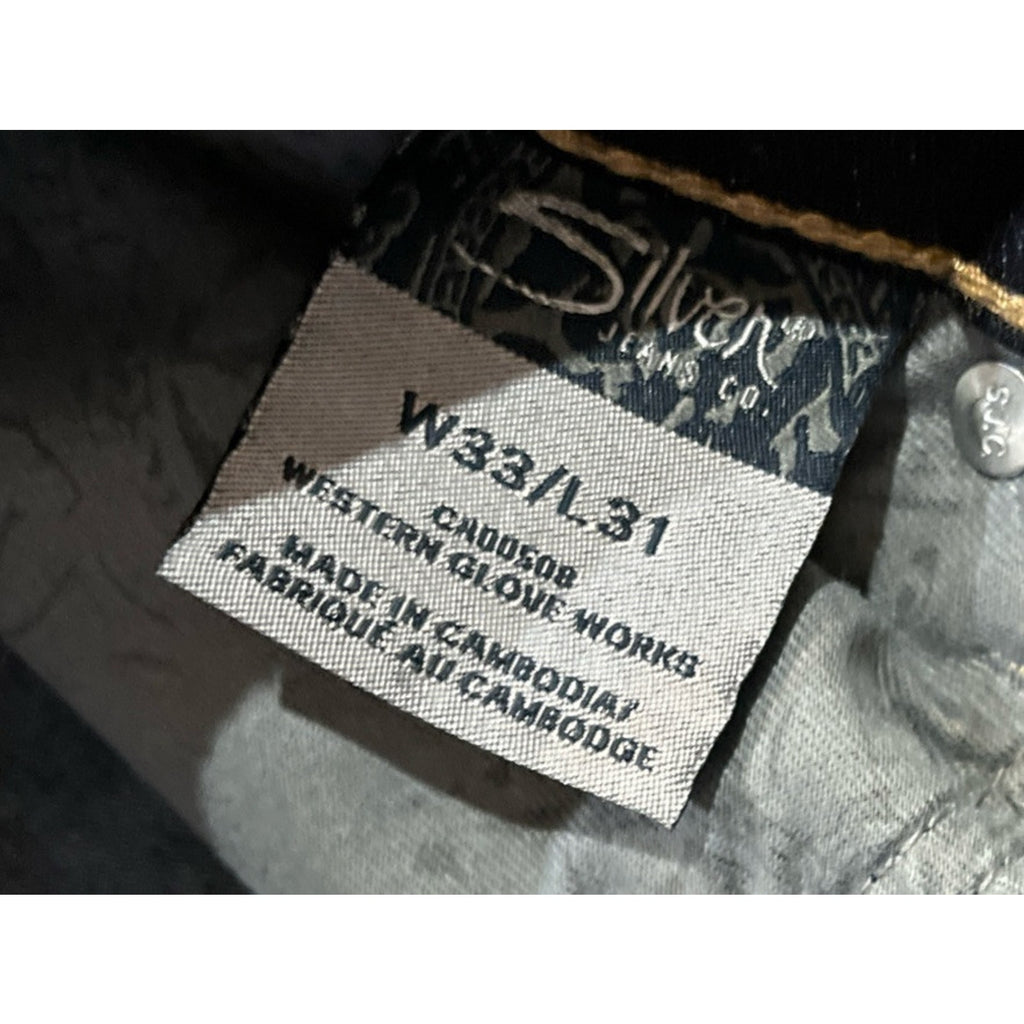 Silver®
JEANS CO.
W33/L31
CA00508
WESTERN GLOVE WORKS
MADE IN CAMBODIA/
FABRIQUÉ AU CAMBODGE
S.J.C.